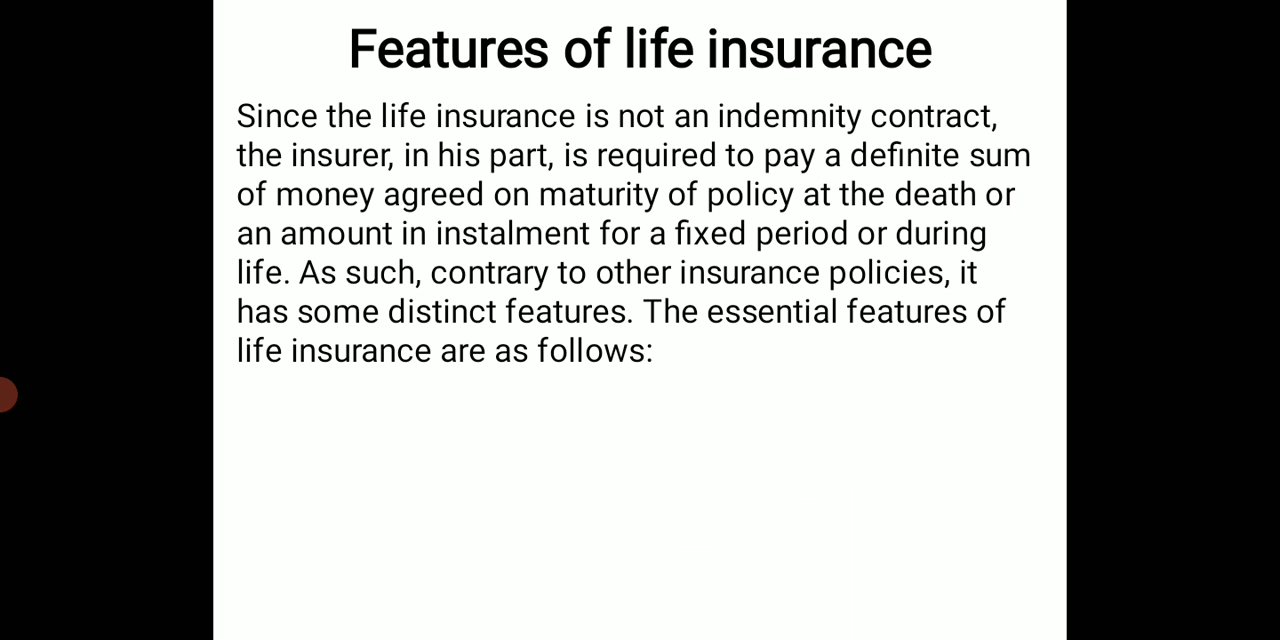 Features of life insurance
Since the life insurance is not an indemnity contract,
the insurer, in his part, is required to pay a definite sum
of money agreed on maturity of policy at the death or
an amount in instalment for a fixed period or during
life. As such, contrary to other insurance policies, it
has some distinct features. The essential features of
life insurance are as follows: